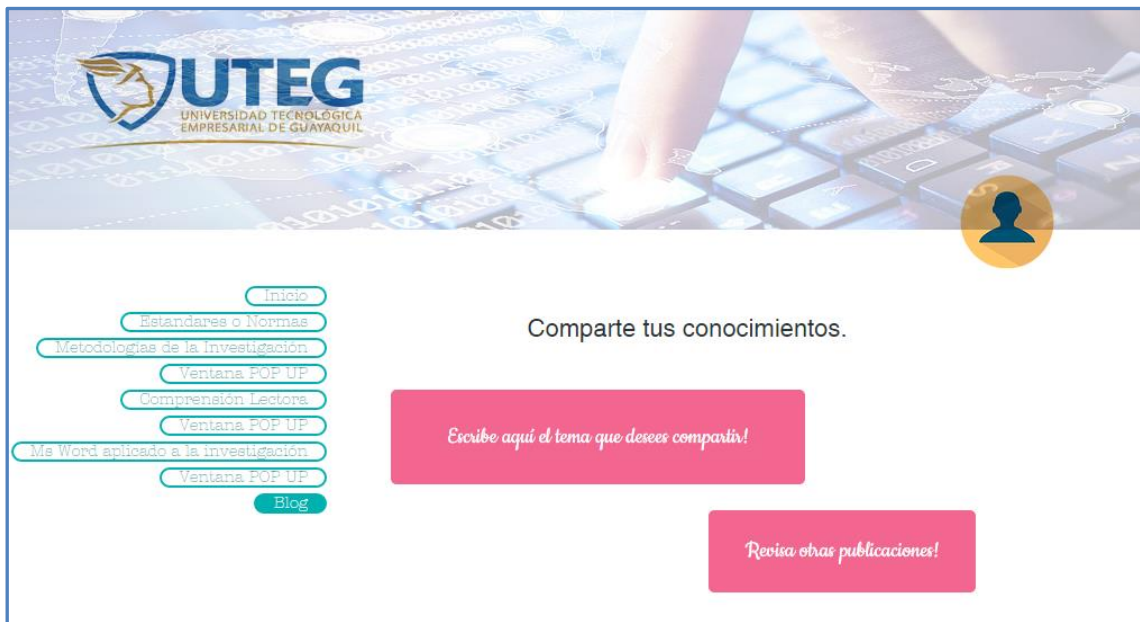 UTEG
UNIVERSIDAD TECNOLÓGICA
EMPRESARIAL DE GUAYAQUIL
Inicio
Estandares o Normas
Metodologías de la Investigación
Ventana POP UP
Comprensión Lectora
Ventana POP UP
Ms Word aplicado a la investigación
Ventana POP UP
Blog
Comparte tus conocimientos.
Escribe aquí el tema que desees compartir!
Revisa otras publicaciones!